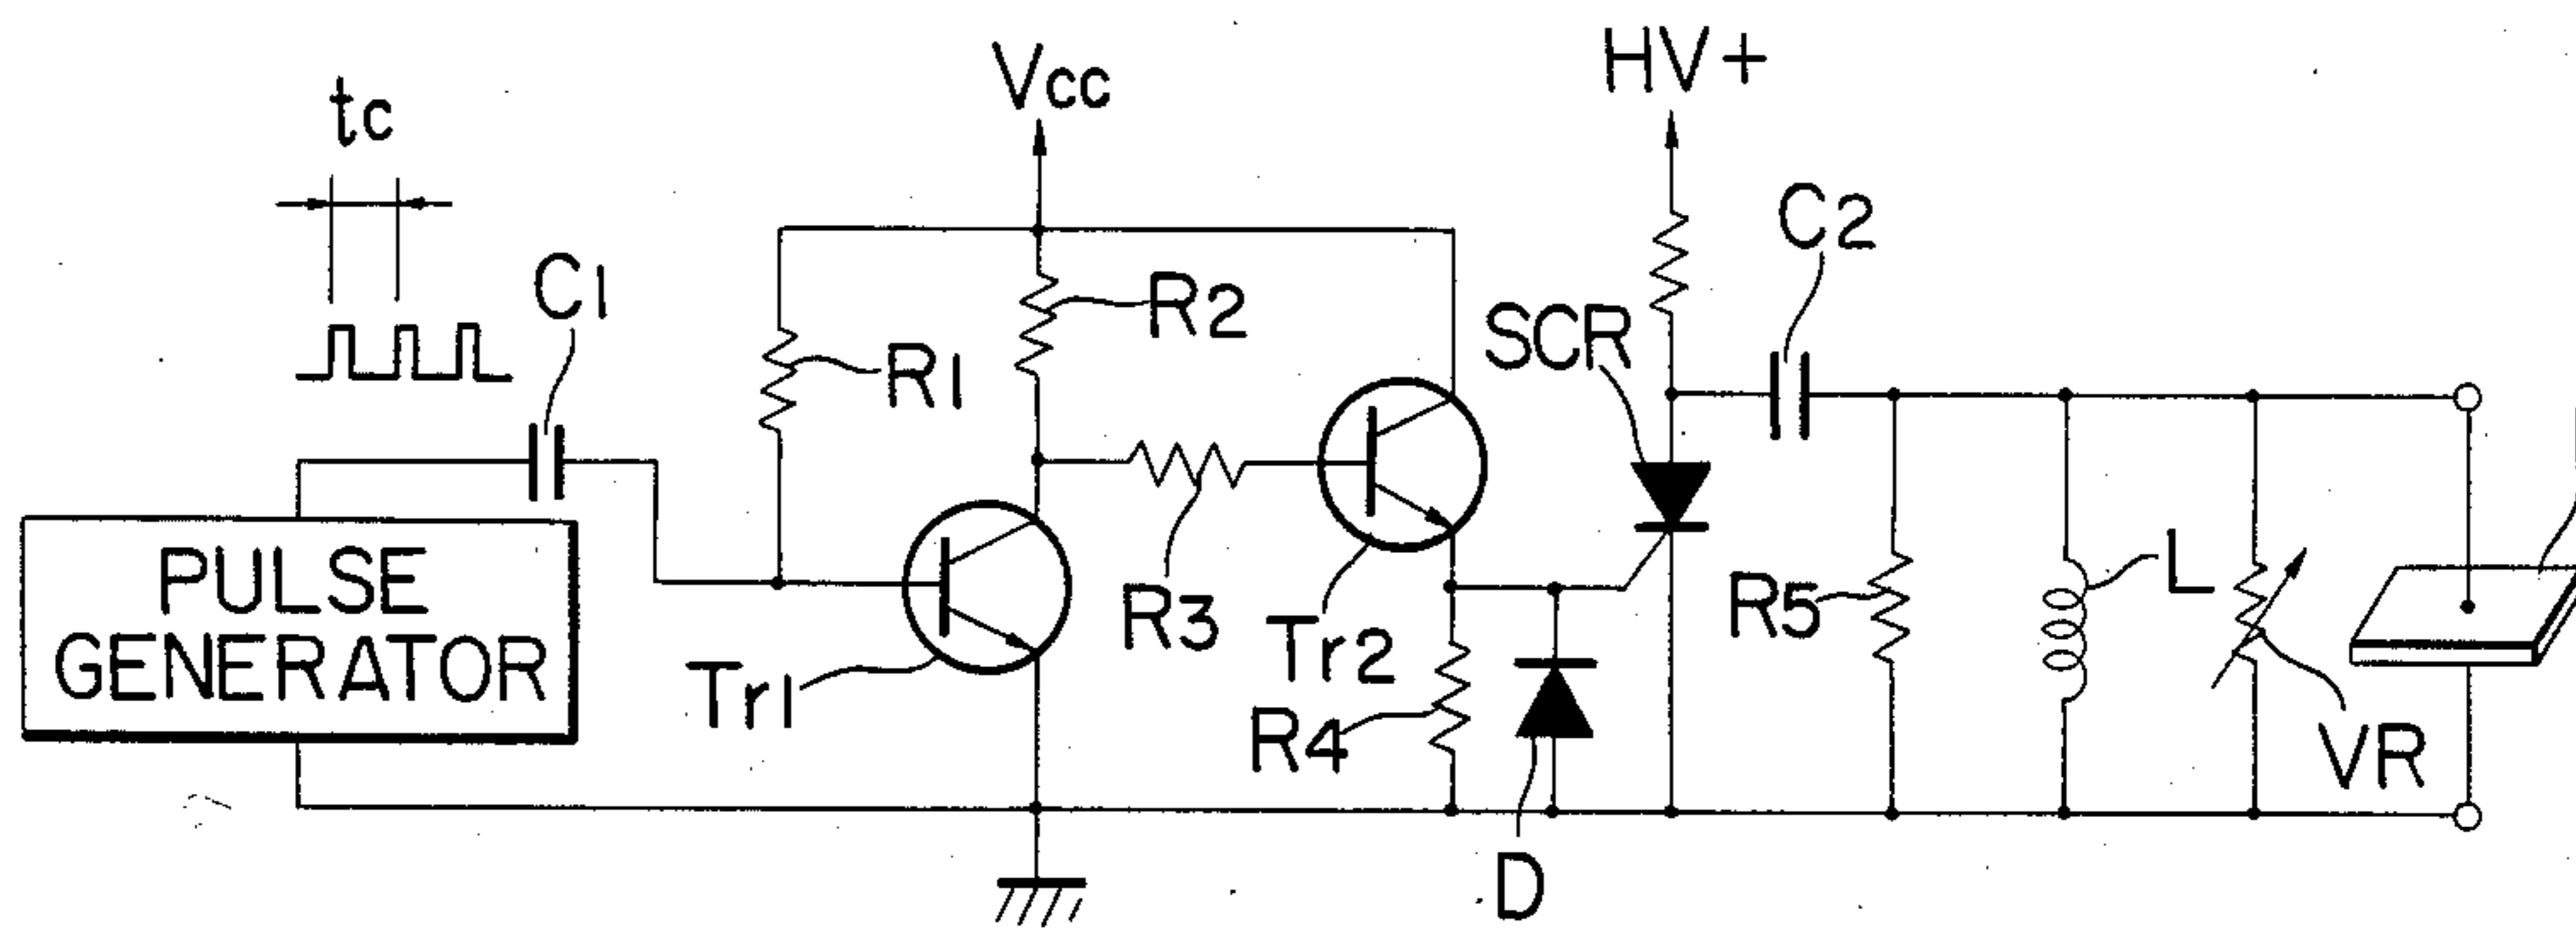 tc
Vcc
HV+
C1
R1
R2
SCR
C2
PULSE
GENERATOR
Tr1
R3
Tr2
R4
D
R5
L
VR